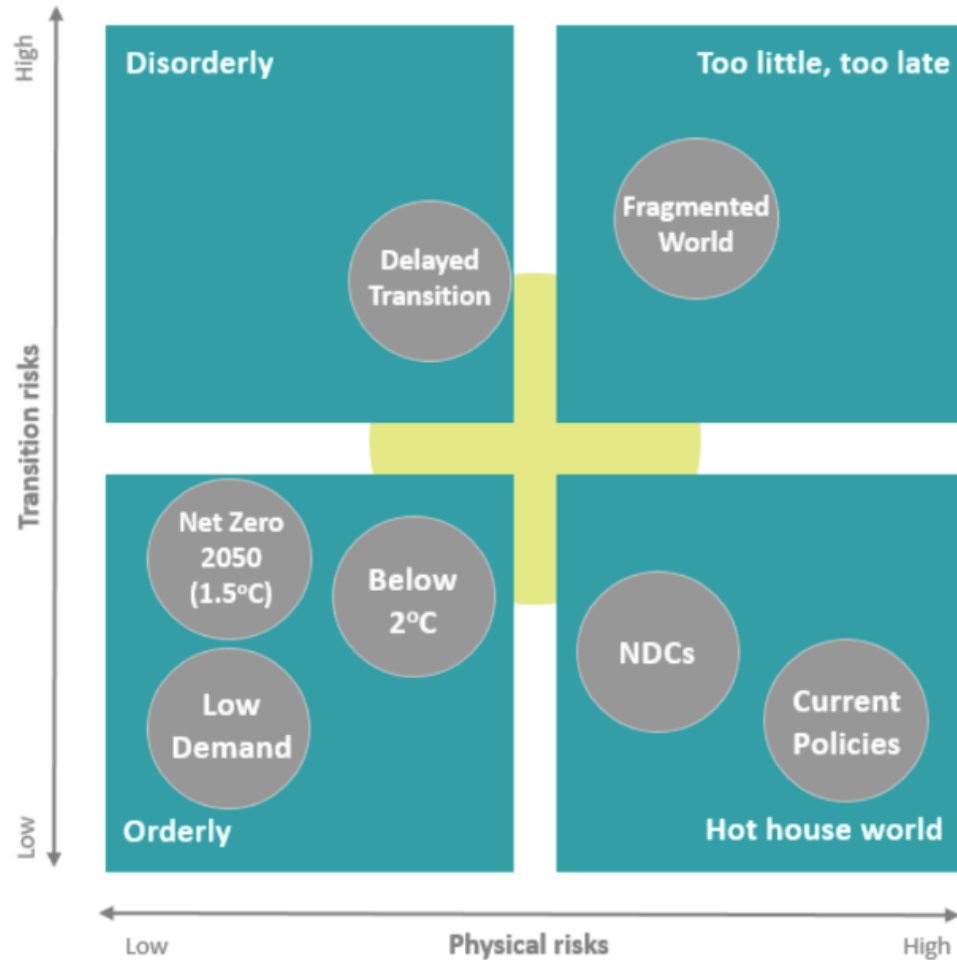 High
Disorderly
Too little, too late
Fragmented
World
Delayed
Transition
Transition risks
Net Zero
2050
(1.5°C)
Below
2°C
NDCs
Low
Demand
Current
Policies
Low
Orderly
Hot house world
Low
Physical risks
High